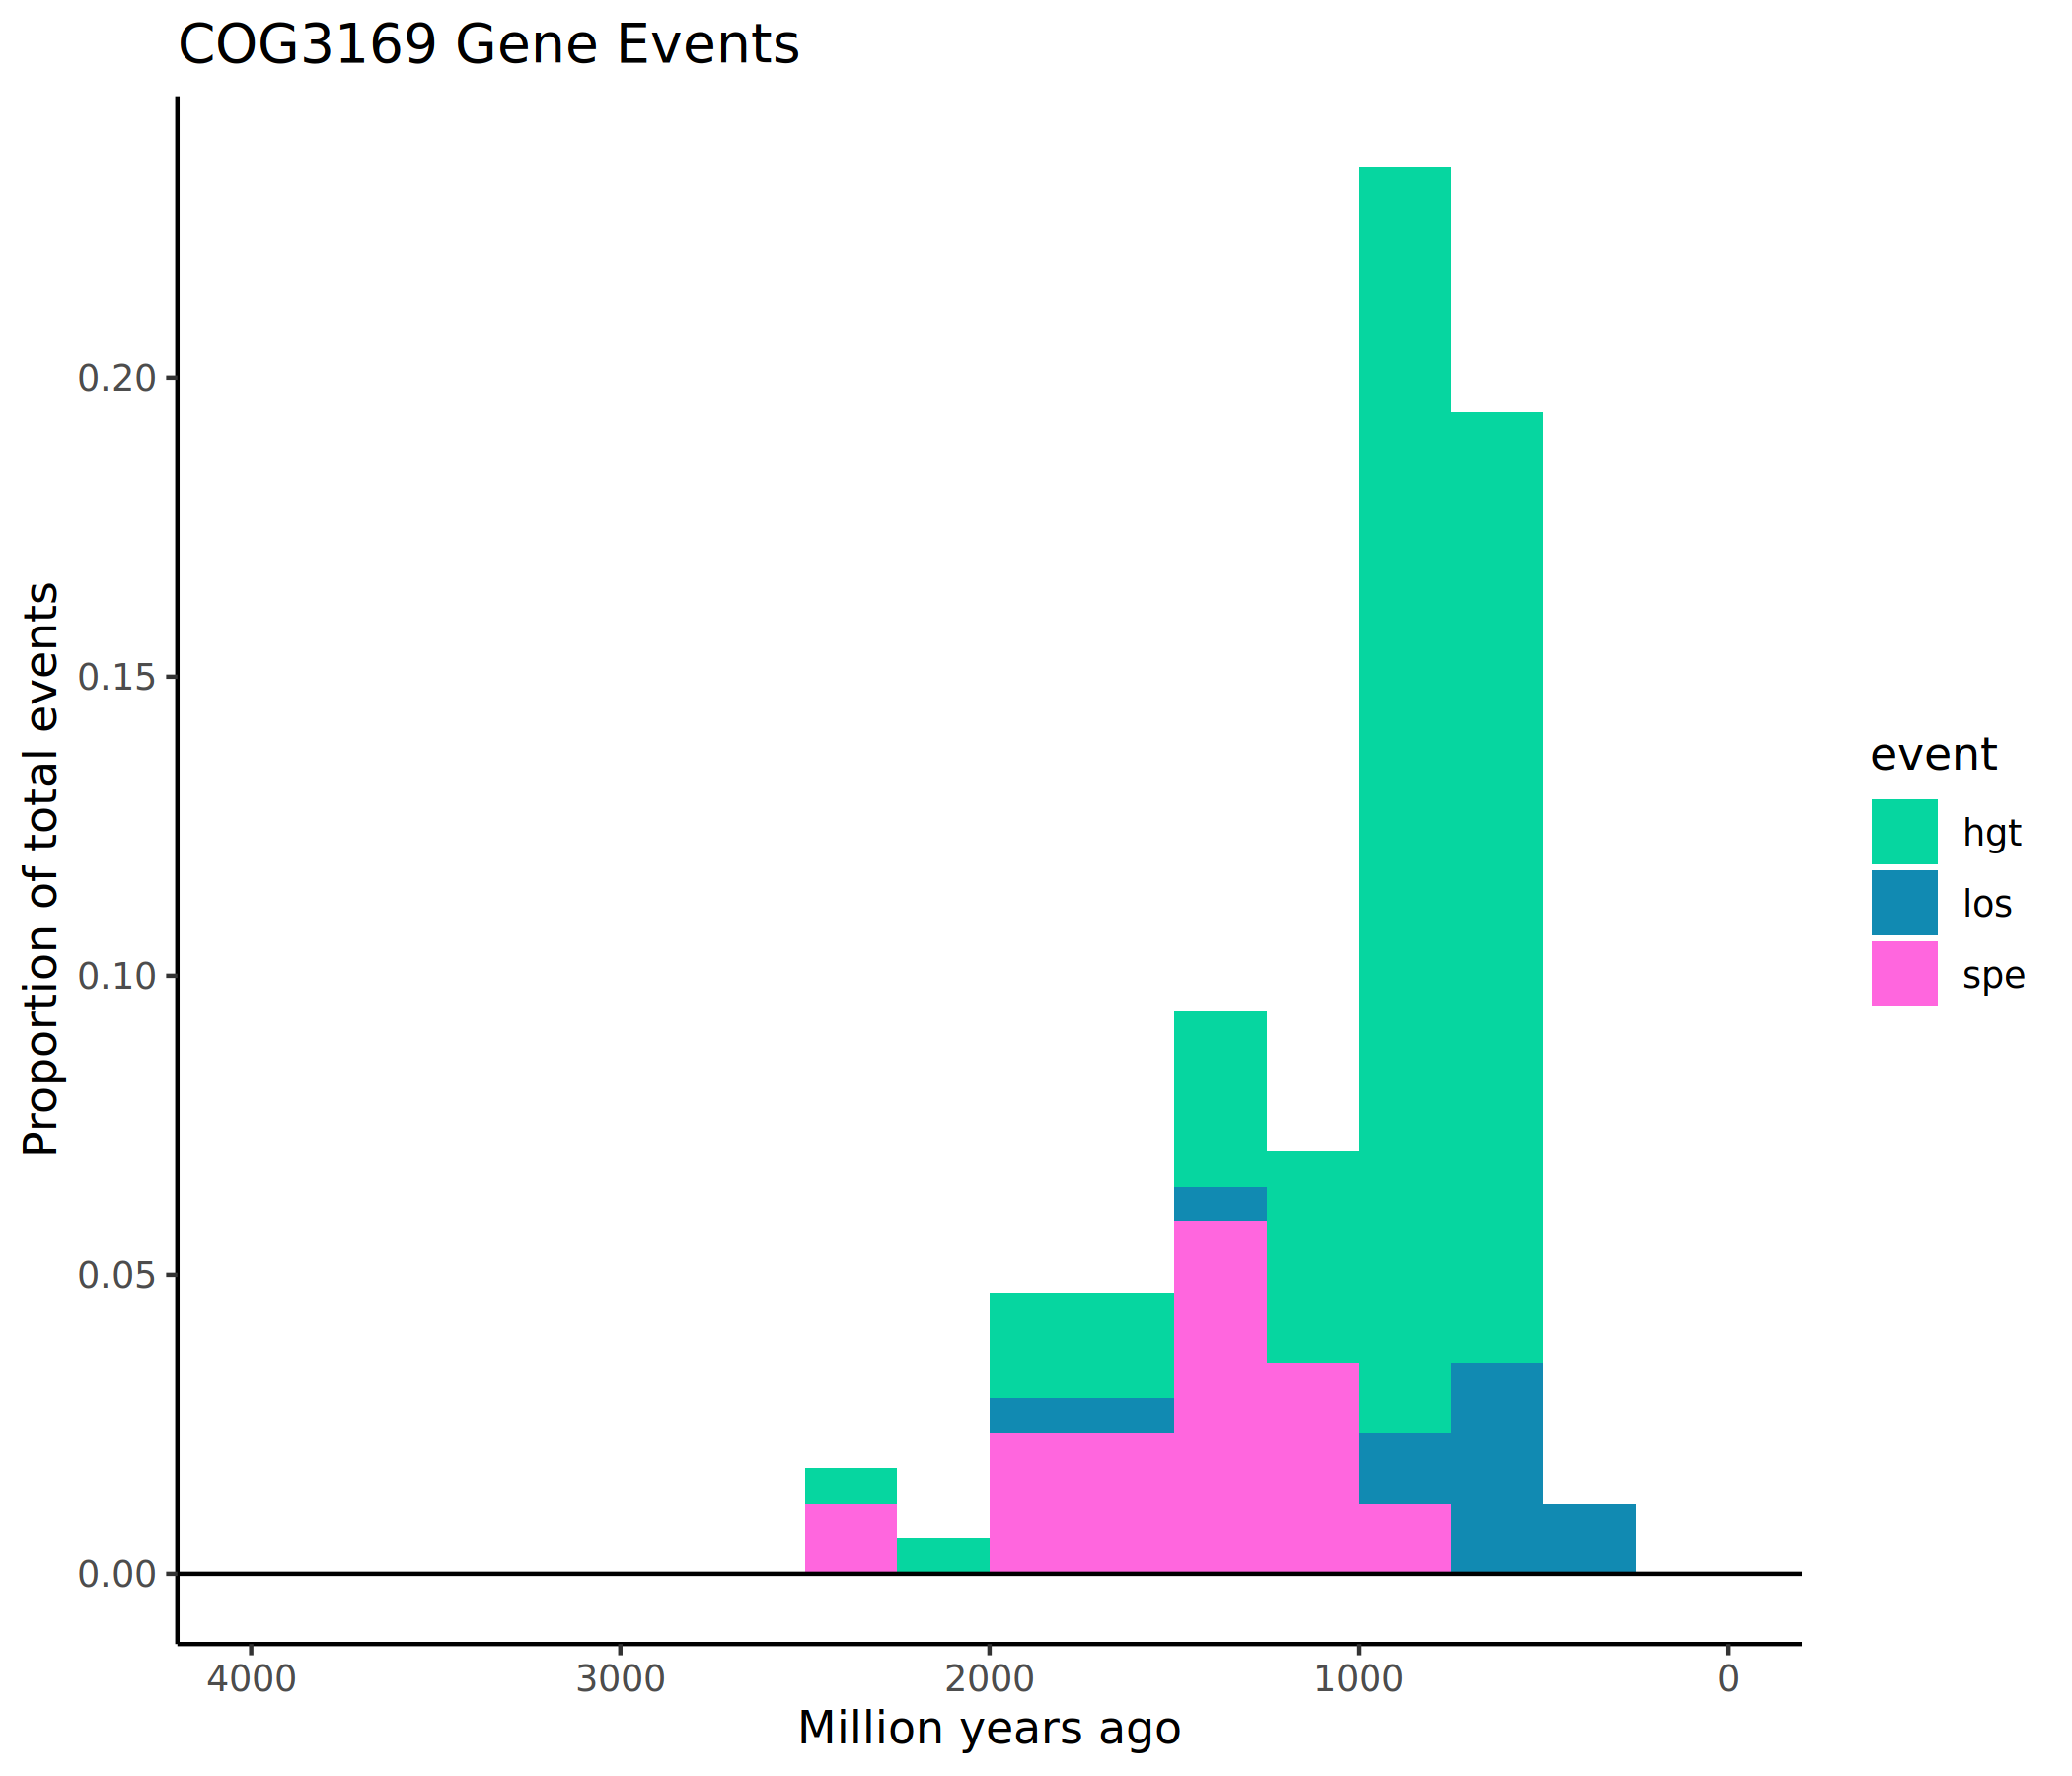 COG3169 Gene Events
Proportion of total events
0.20
0.15
0.10
0.05
0.00
4000 3000 2000 1000 0
Million years ago
event
hgt
los
spe